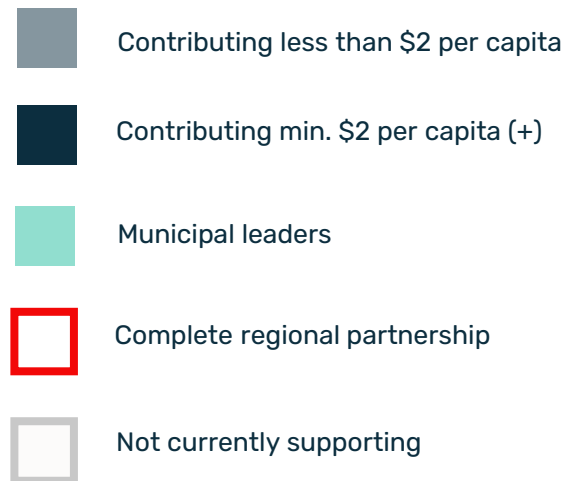 Contributing less than $2 per capita
Contributing min. $2 per capita (+)
Municipal leaders
Complete regional partnership
Not currently supporting